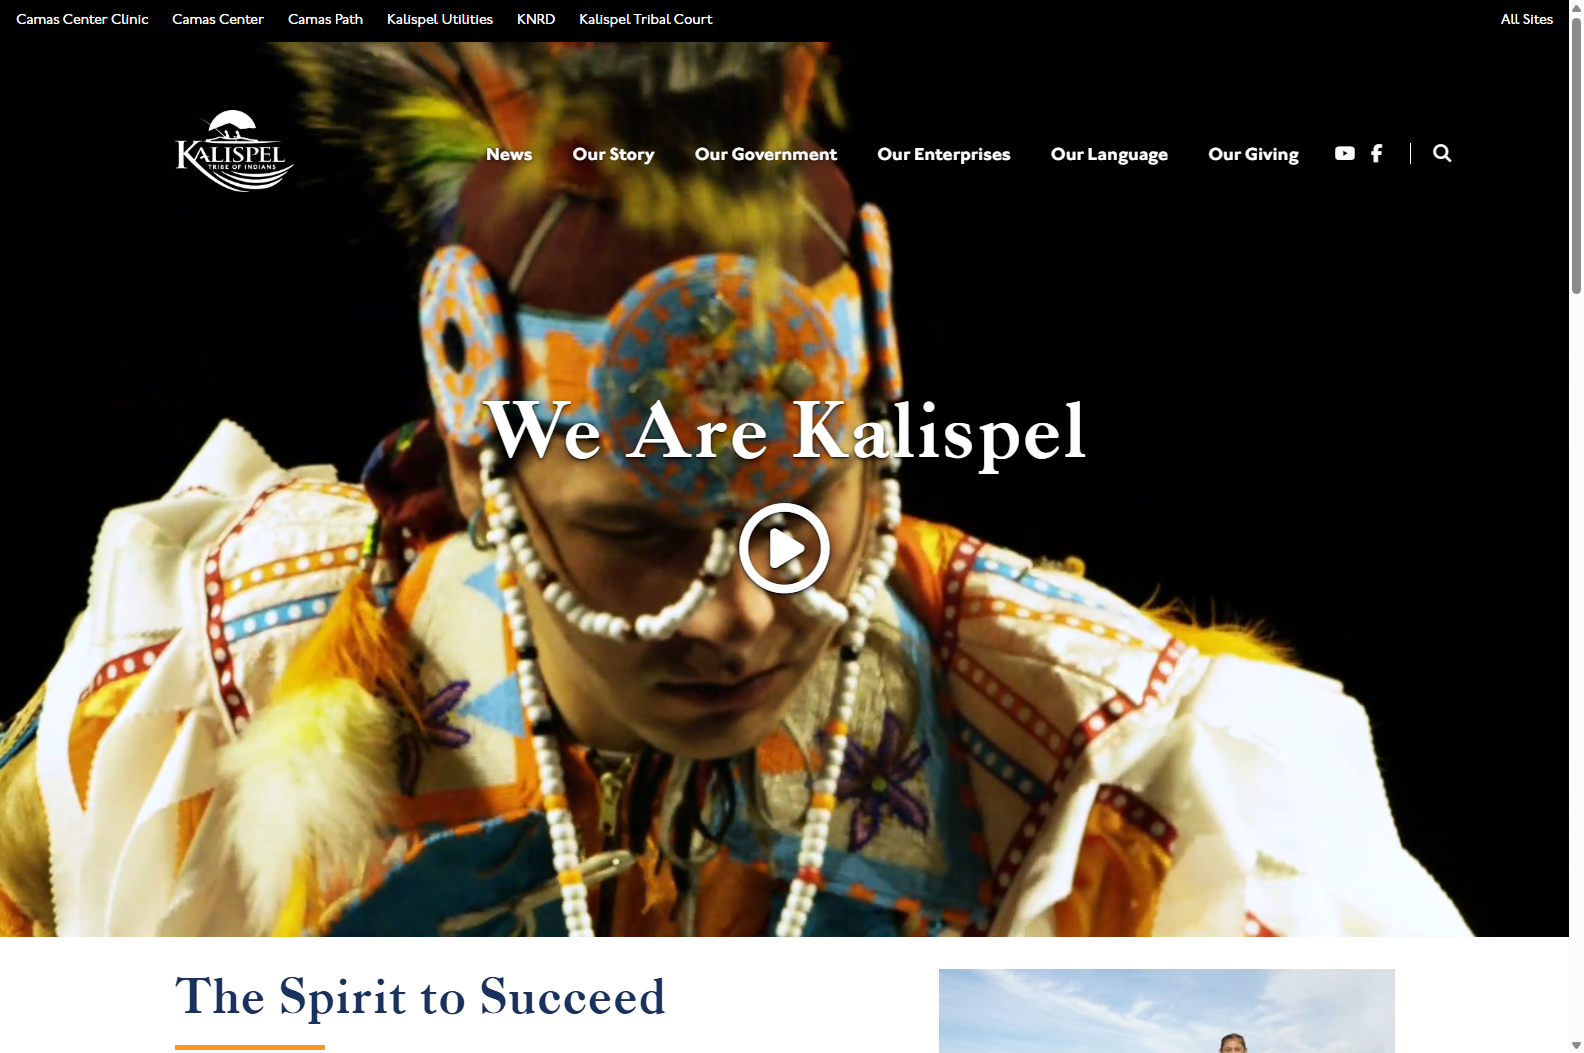 Camas Center Clinic Camas Center Camas Path Kalispel Utilities KNRD Kalispel Tribal Court All Sites
KALISPEL
TRIBE OF INDIANS
News Our Story Our Government Our Enterprises Our Language Our Giving
We Are Kalispel
The Spirit to Succeed